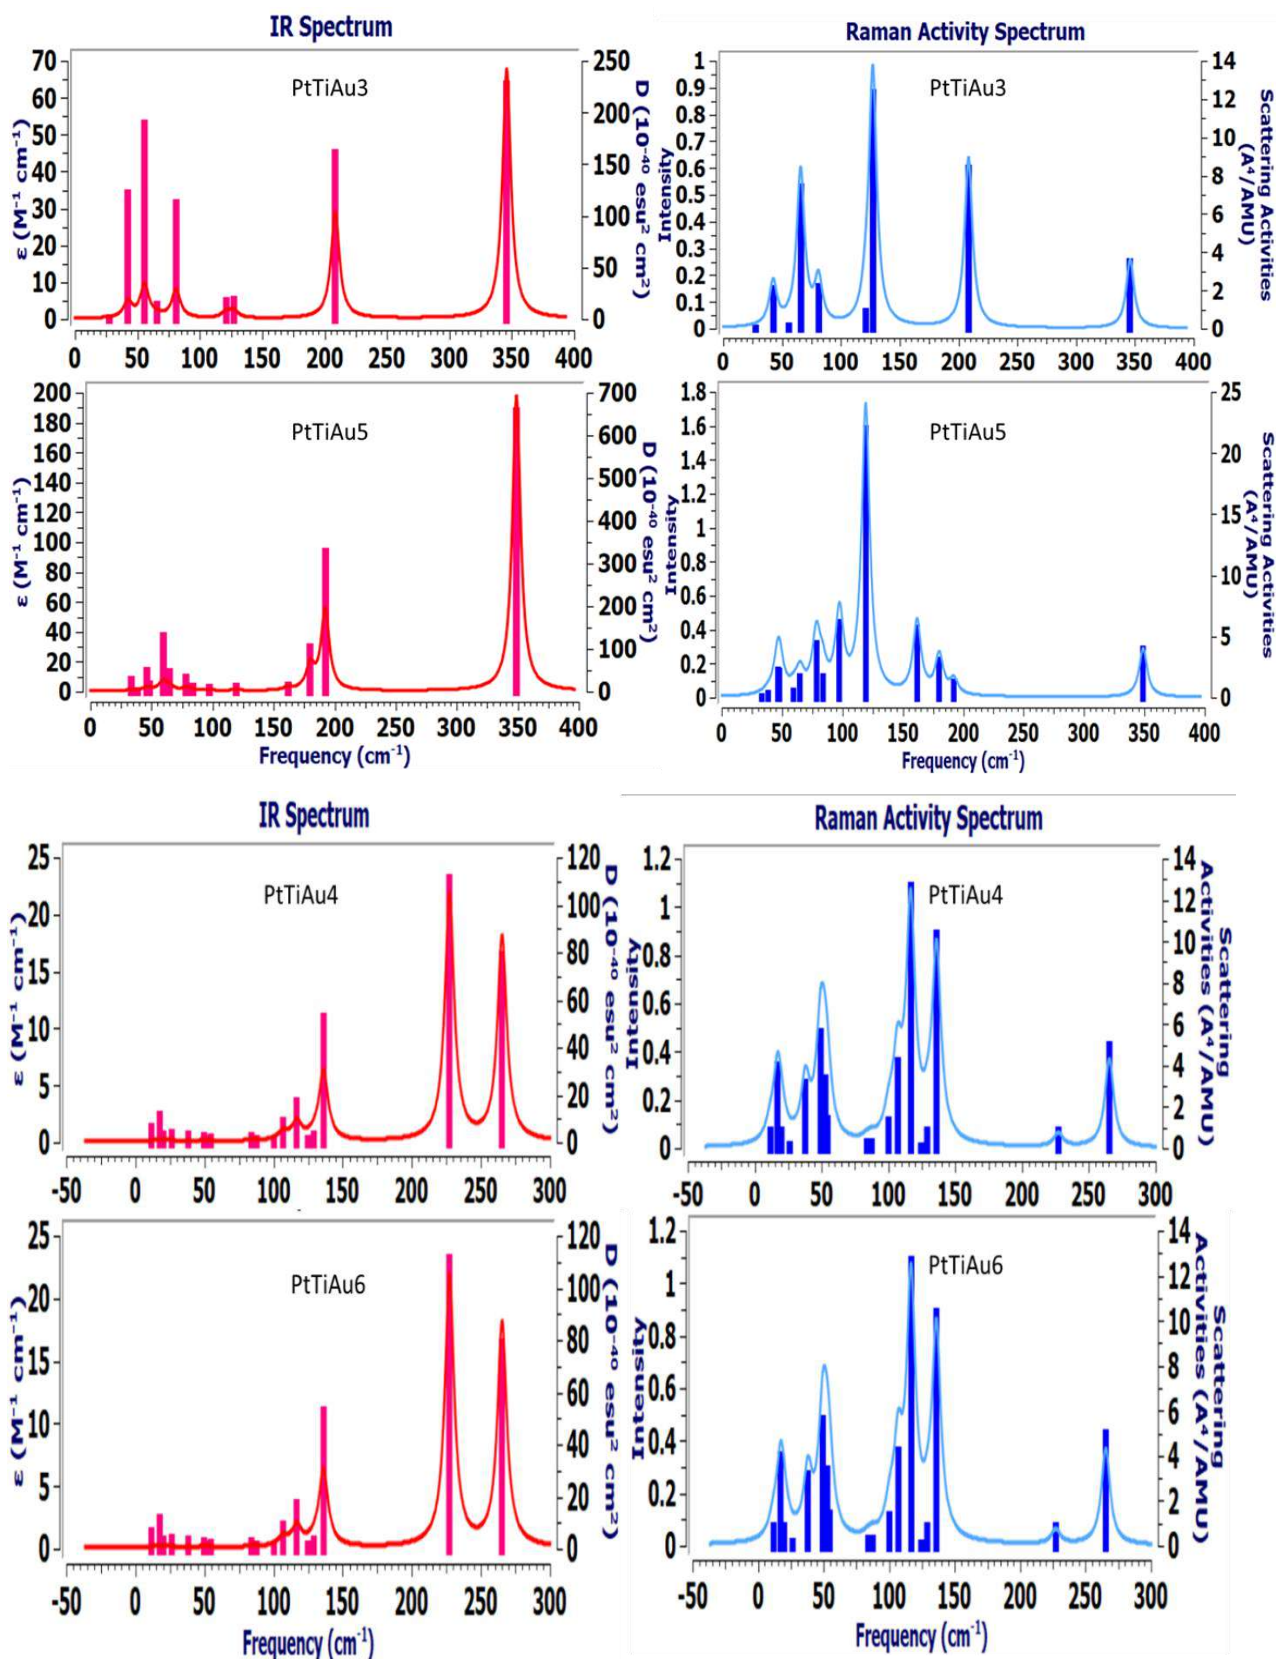 IR Spectrum
PtTiAu3
ε (M⁻¹ cm⁻¹)
70
60
50
40
30
20
10
0
D (10⁻⁴⁰ esu² cm²)
250
200
150
100
50
0
0 50 100 150 200 250 300 350 400
Raman Activity Spectrum
PtTiAu3
Intensity
1
0.9
0.8
0.7
0.6
0.5
0.4
0.3
0.2
0.1
0
Scattering Activities
(A⁴/AMU)
14
12
10
8
6
4
2
0
0 50 100 150 200 250 300 350 400
PtTiAu5
ε (M⁻¹ cm⁻¹)
200
180
160
140
120
100
80
60
40
20
0
D (10⁻⁴⁰ esu² cm²)
700
600
500
400
300
200
100
0
0 50 100 150 200 250 300 350 400
Frequency (cm⁻¹)
PtTiAu5
Intensity
1.8
1.6
1.4
1.2
1
0.8
0.6
0.4
0.2
0
Scattering Activities
(A⁴/AMU)
25
20
15
10
5
0
0 50 100 150 200 250 300 350 400
Frequency (cm⁻¹)
IR Spectrum
PtTiAu4
ε (M⁻¹ cm⁻¹)
25
20
15
10
5
0
D (10⁻⁴⁰ esu² cm²)
120
100
80
60
40
20
0
-50 0 50 100 150 200 250 300
Raman Activity Spectrum
PtTiAu4
Intensity
1.2
1
0.8
0.6
0.4
0.2
0
Scattering
Activities (A⁴/AMU)
14
12
10
8
6
4
2
0
-50 0 50 100 150 200 250 300
PtTiAu6
ε (M⁻¹ cm⁻¹)
25
20
15
10
5
0
D (10⁻⁴⁰ esu² cm²)
120
100
80
60
40
20
0
-50 0 50 100 150 200 250 300
Frequency (cm⁻¹)
PtTiAu6
Intensity
1.2
1
0.8
0.6
0.4
0.2
0
Scattering
Activities (A⁴/AMU)
14
12
10
8
6
4
2
0
-50 0 50 100 150 200 250 300
Frequency (cm⁻¹)